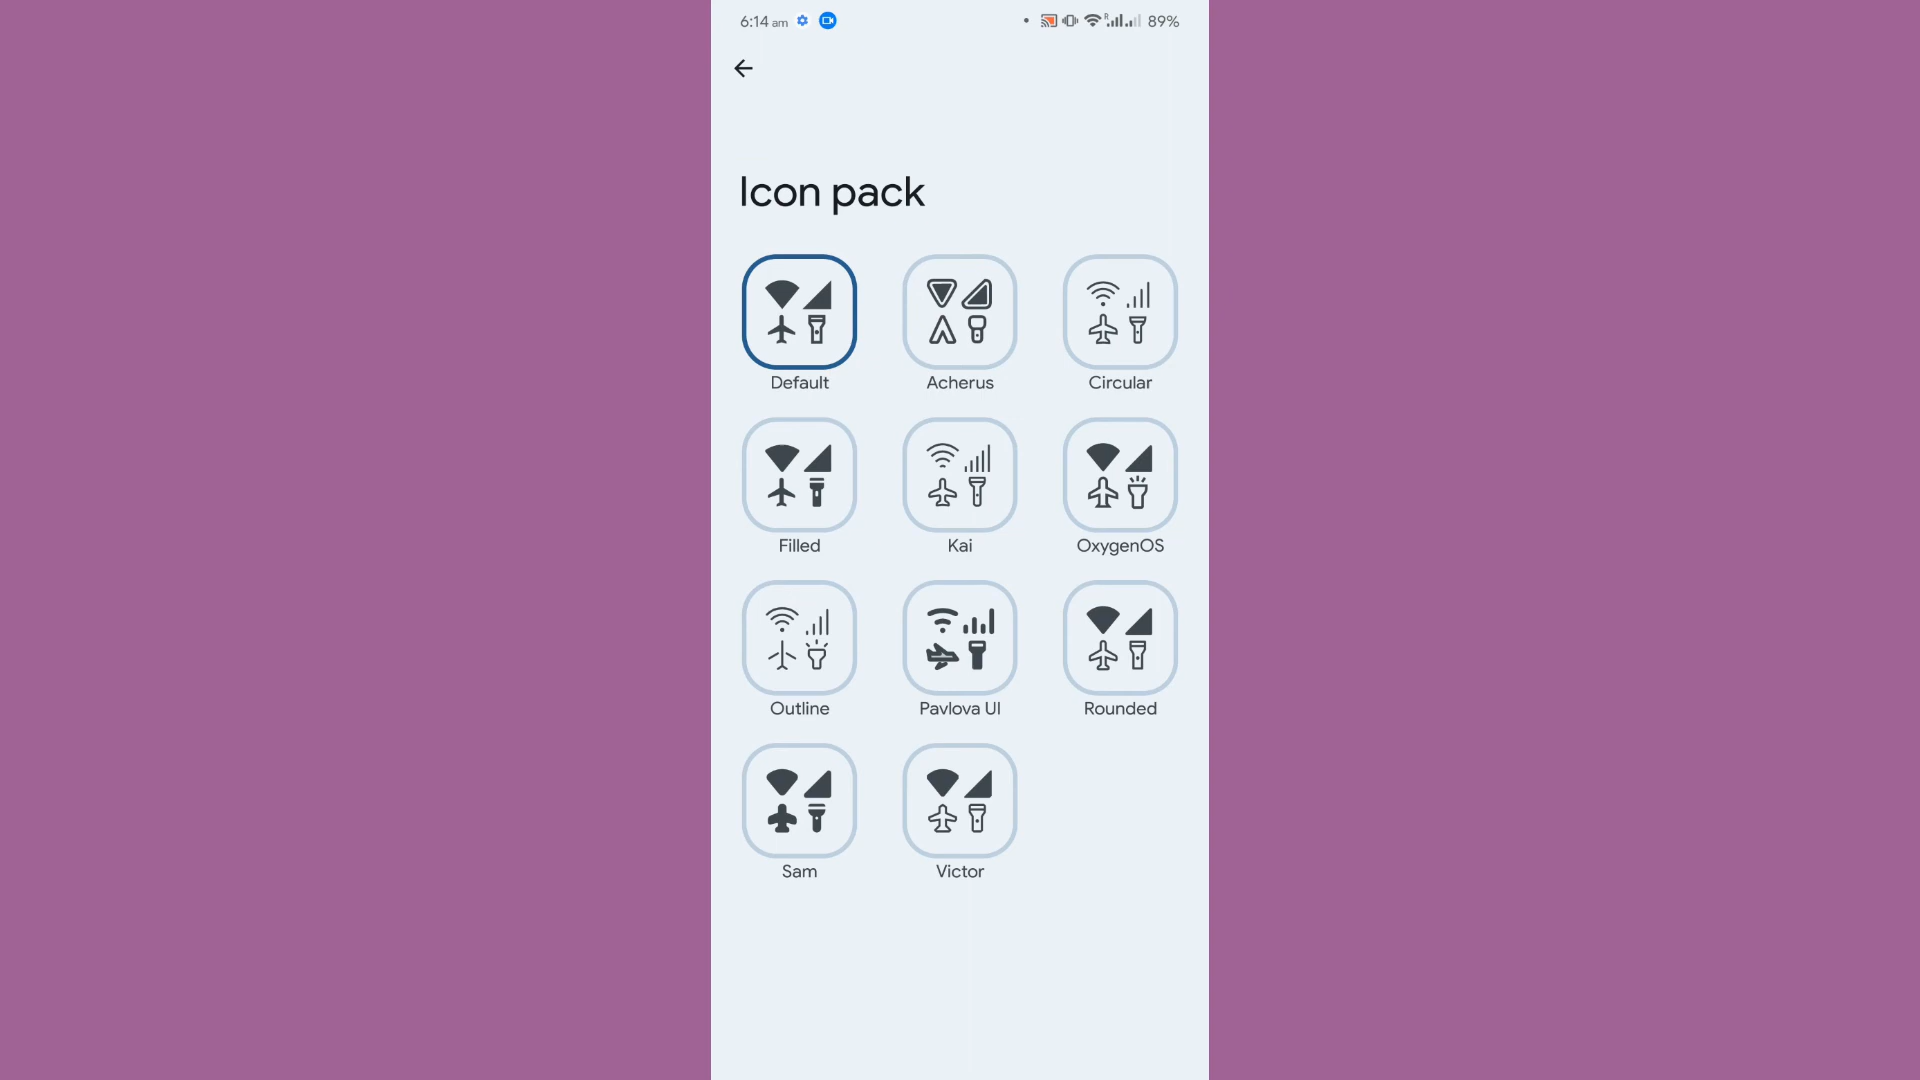 6:14 am R 89%
Icon pack
Default Acherus Circular
Filled Kai OxygenOS
Outline Pavlova UI Rounded
Sam Victor